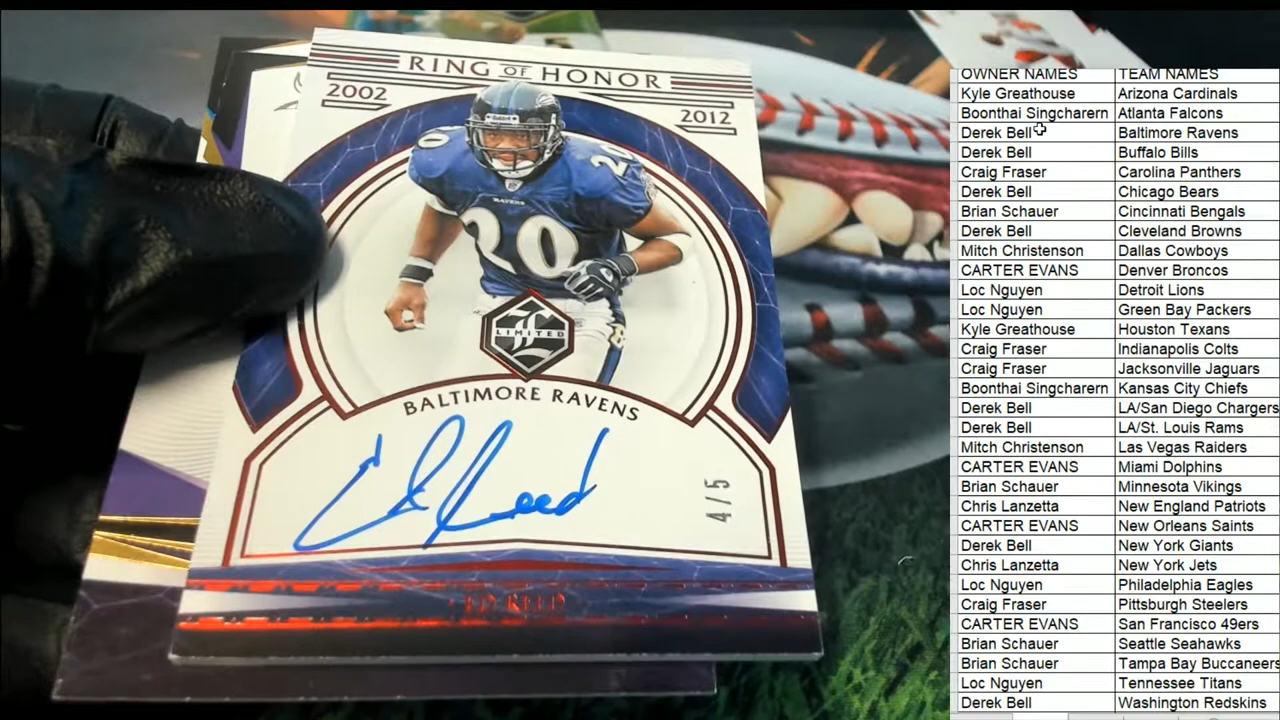 RING OF HONOR
2002
2012
20
20
20
RAVENS
LIMITED
BALTIMORE RAVENS
Ed Reed
4/5
ED REED
OWNER NAMES TEAM NAMES
Kyle Greathouse Arizona Cardinals
Boonthai Singcharern Atlanta Falcons
Derek Bell Baltimore Ravens
Derek Bell Buffalo Bills
Craig Fraser Carolina Panthers
Derek Bell Chicago Bears
Brian Schauer Cincinnati Bengals
Derek Bell Cleveland Browns
Mitch Christenson Dallas Cowboys
CARTER EVANS Denver Broncos
Loc Nguyen Detroit Lions
Loc Nguyen Green Bay Packers
Kyle Greathouse Houston Texans
Craig Fraser Indianapolis Colts
Craig Fraser Jacksonville Jaguars
Boonthai Singcharern Kansas City Chiefs
Derek Bell LA/San Diego Chargers
Derek Bell LA/St. Louis Rams
Mitch Christenson Las Vegas Raiders
CARTER EVANS Miami Dolphins
Brian Schauer Minnesota Vikings
Chris Lanzetta New England Patriots
CARTER EVANS New Orleans Saints
Derek Bell New York Giants
Chris Lanzetta New York Jets
Loc Nguyen Philadelphia Eagles
Craig Fraser Pittsburgh Steelers
CARTER EVANS San Francisco 49ers
Brian Schauer Seattle Seahawks
Brian Schauer Tampa Bay Buccaneers
Loc Nguyen Tennessee Titans
Derek Bell Washington Redskins